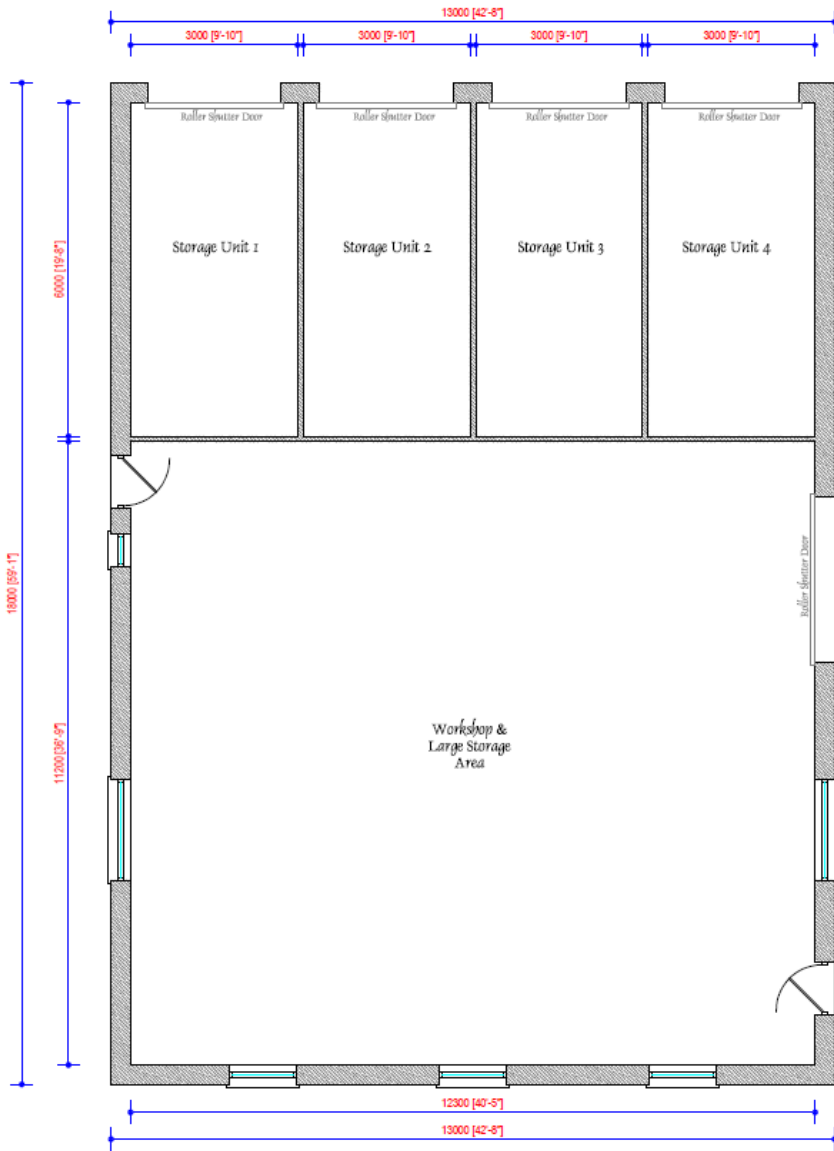 13000 [42'-8"]
3000 [9'-10"]
3000 [9'-10"]
3000 [9'-10"]
3000 [9'-10"]
Roller Shutter Door
Roller Shutter Door
Roller Shutter Door
Roller Shutter Door
6000 [19'-8"]
Storage Unit 1
Storage Unit 2
Storage Unit 3
Storage Unit 4
18000 [59'-1"]
Roller Shutter Door
11200 [36'-9"]
Workshop &
Large Storage
Area
12300 [40'-5"]
13000 [42'-8"]